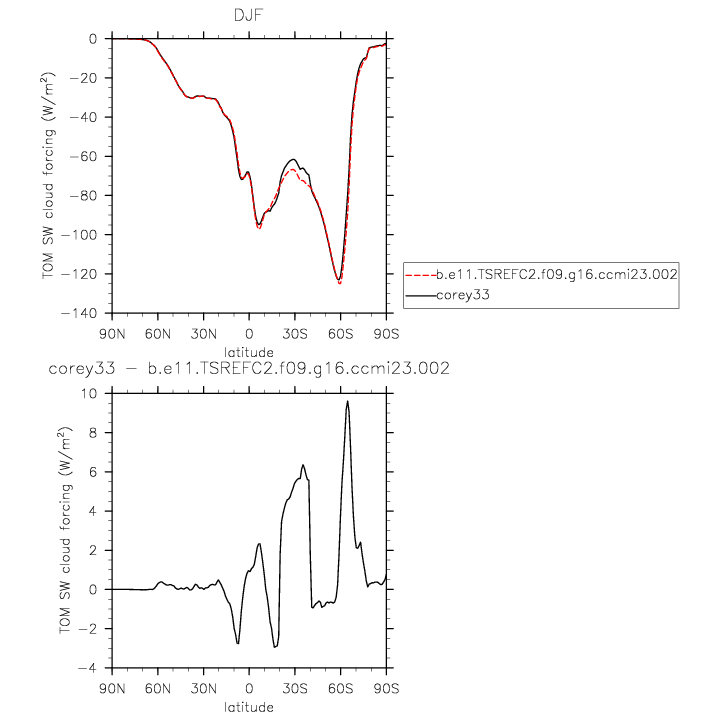 DJF
TOM SW cloud forcing (W/m²)
0
−20
−40
−60
−80
−100
−120
−140
90N 60N 30N 0 30S 60S 90S
latitude
b.e11.TSREFC2.f09.g16.ccmi23.002
corey33
corey33 − b.e11.TSREFC2.f09.g16.ccmi23.002
TOM SW cloud forcing (W/m²)
10
8
6
4
2
0
−2
−4
90N 60N 30N 0 30S 60S 90S
latitude